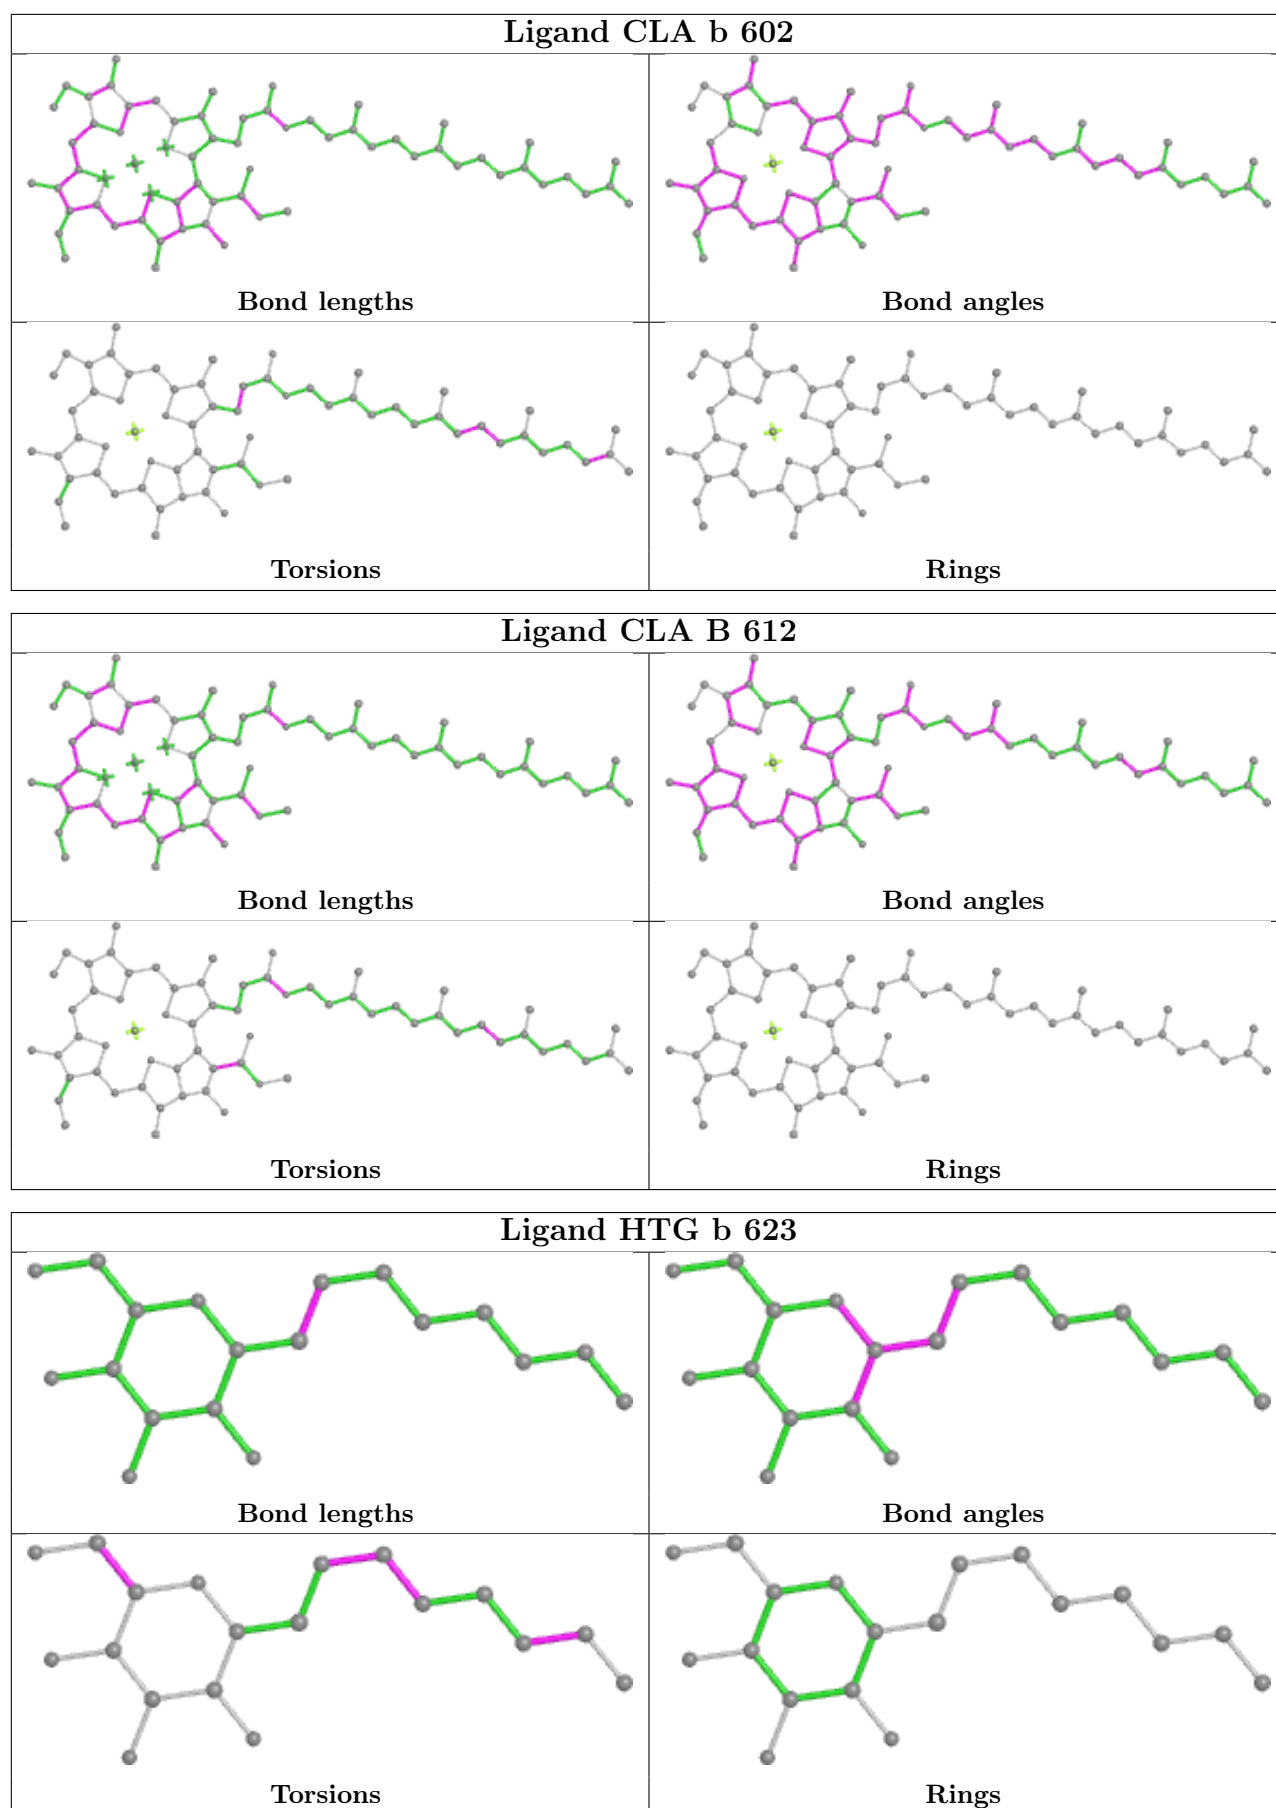 Ligand CLA b 602
Bond lengths
Bond angles
Torsions
Rings
Ligand CLA B 612
Bond lengths
Bond angles
Torsions
Rings
Ligand HTG b 623
Bond lengths
Bond angles
Torsions
Rings